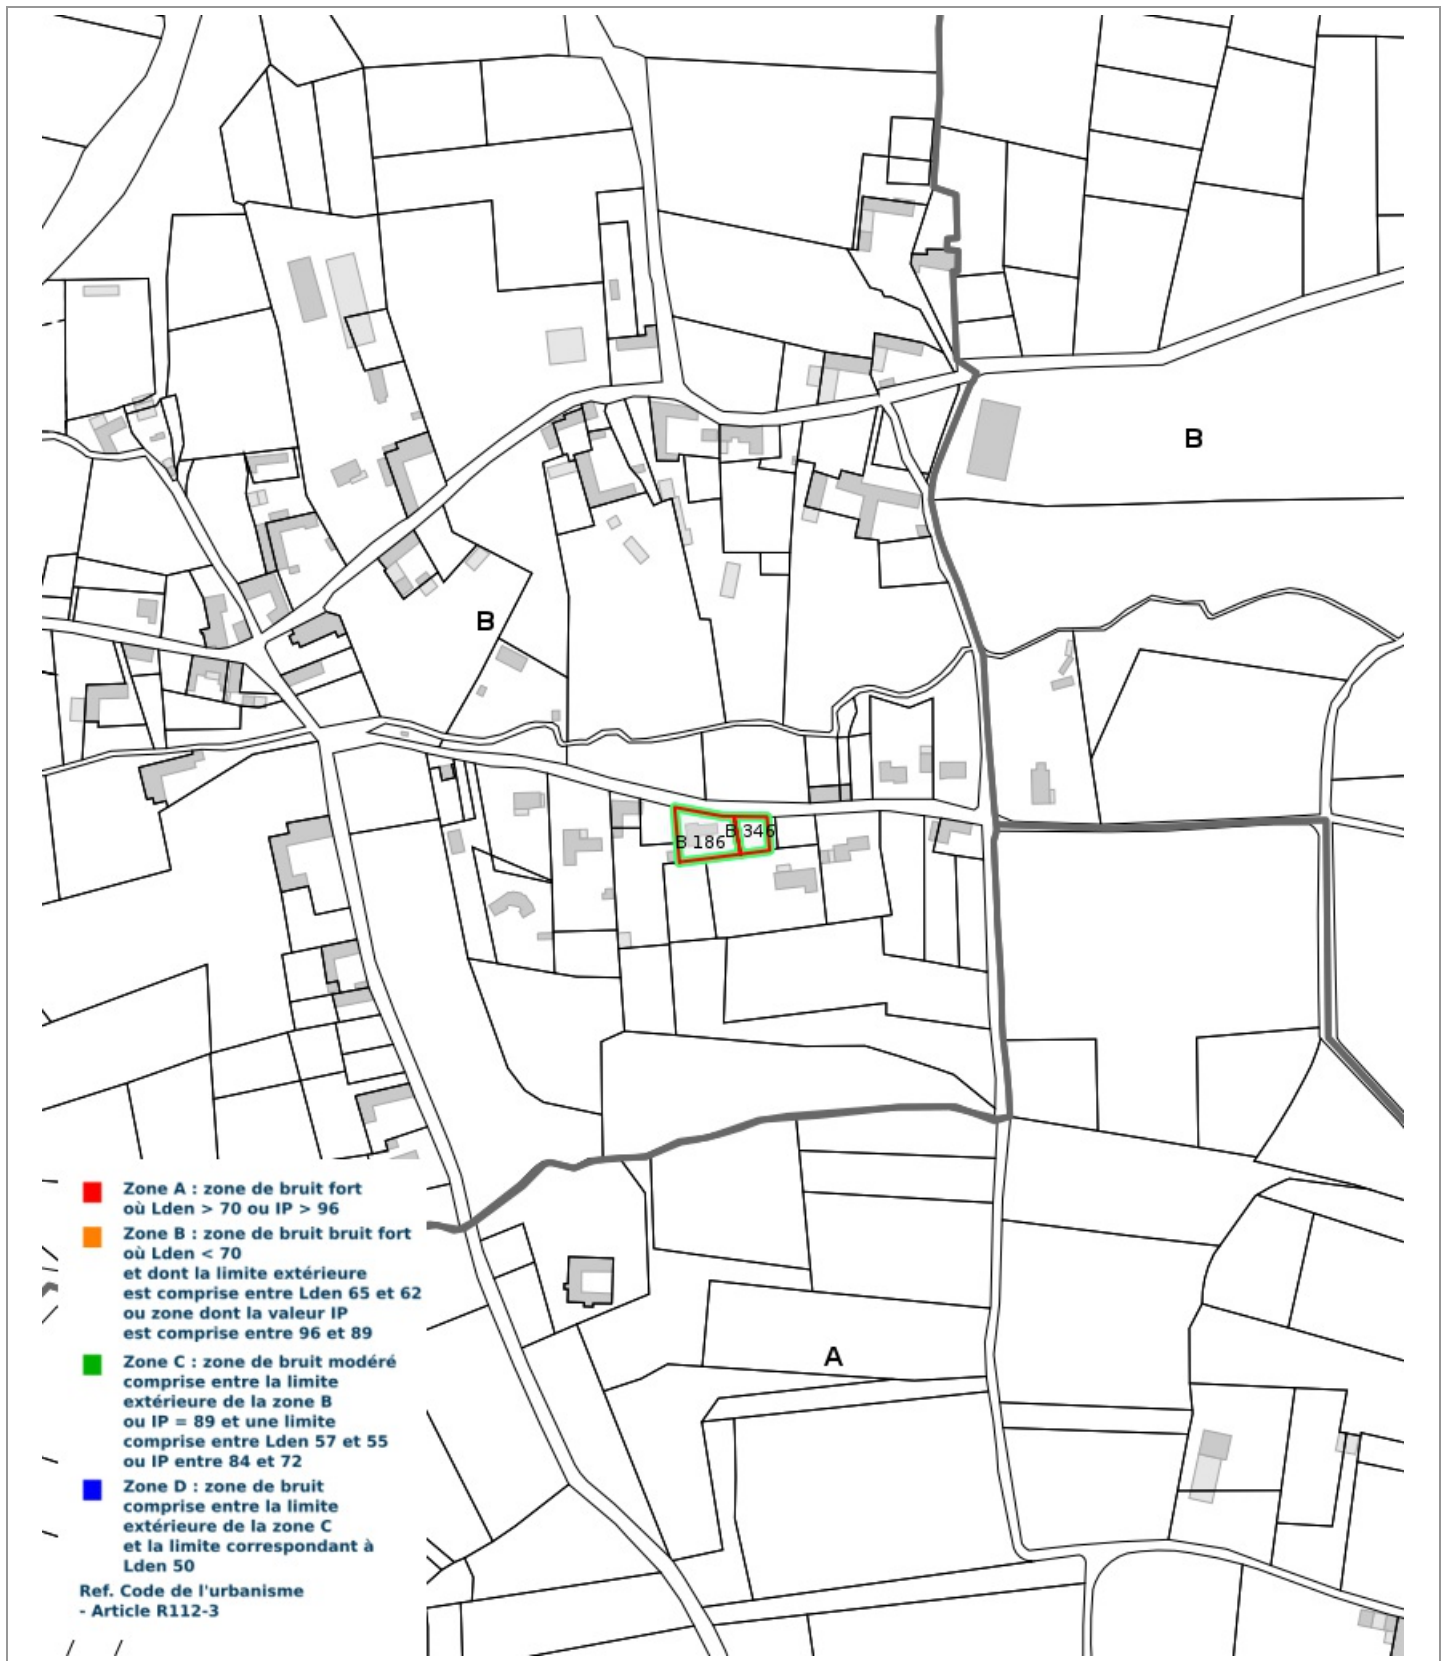 B
B
B 346
B 186
A
Zone A : zone de bruit fort
où Lden > 70 ou IP > 96
Zone B : zone de bruit bruit fort
où Lden < 70
et dont la limite extérieure
est comprise entre Lden 65 et 62
ou zone dont la valeur IP
est comprise entre 96 et 89
Zone C : zone de bruit modéré
comprise entre la limite
extérieure de la zone B
ou IP = 89 et une limite
comprise entre Lden 57 et 55
ou IP entre 84 et 72
Zone D : zone de bruit
comprise entre la limite
extérieure de la zone C
et la limite correspondant à
Lden 50
Ref. Code de l'urbanisme
- Article R112-3